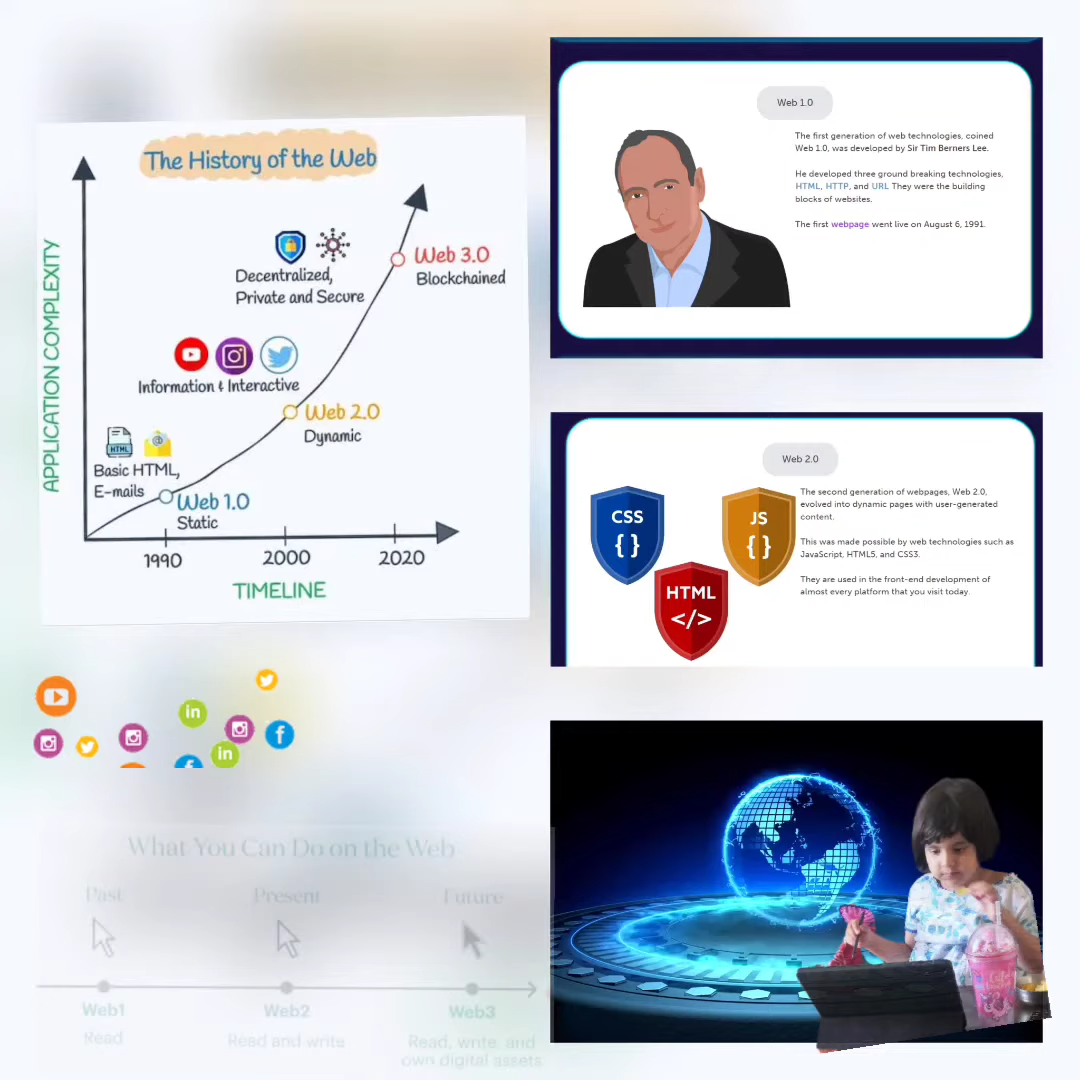 The History of the Web
APPLICATION COMPLEXITY
Web 3.0
Blockchained
Decentralized,
Private and Secure
Information & Interactive
Web 2.0
Dynamic
HTML
Basic HTML,
E-mails
Web 1.0
Static
1990
2000
2020
TIMELINE
in
f
in
f
What You Can Do on the Web
Past
Present
Future
Web1
Web2
Web3
Read
Read and write
Read, write, and
own digital assets
Web 1.0
The first generation of web technologies, coined
Web 1.0, was developed by Sir Tim Berners Lee.
He developed three ground breaking technologies,
HTML, HTTP, and URL They were the building
blocks of websites.
The first webpage went live on August 6, 1991.
Web 2.0
CSS
{ }
JS
{ }
HTML
</>
The second generation of webpages, Web 2.0,
evolved into dynamic pages with user-generated
content.
This was made possible by web technologies such as
JavaScript, HTML5, and CSS3.
They are used in the front-end development of
almost every platform that you visit today.